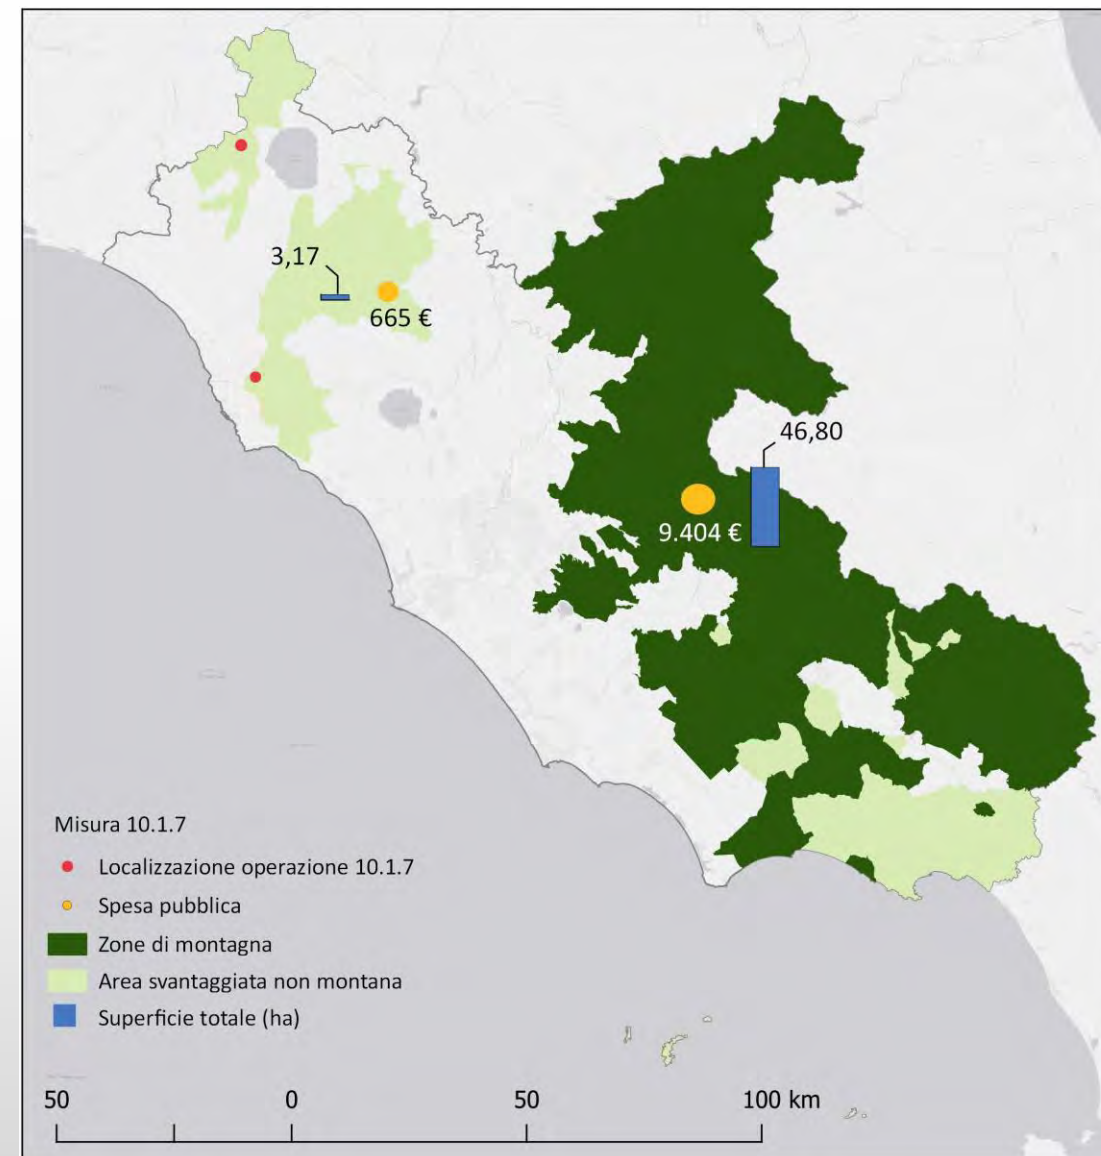 3,17
665 €
46,80
9.404 €
Misura 10.1.7
Localizzazione operazione 10.1.7
Spesa pubblica
Zone di montagna
Area svantaggiata non montana
Superficie totale (ha)
50 0 50 100 km